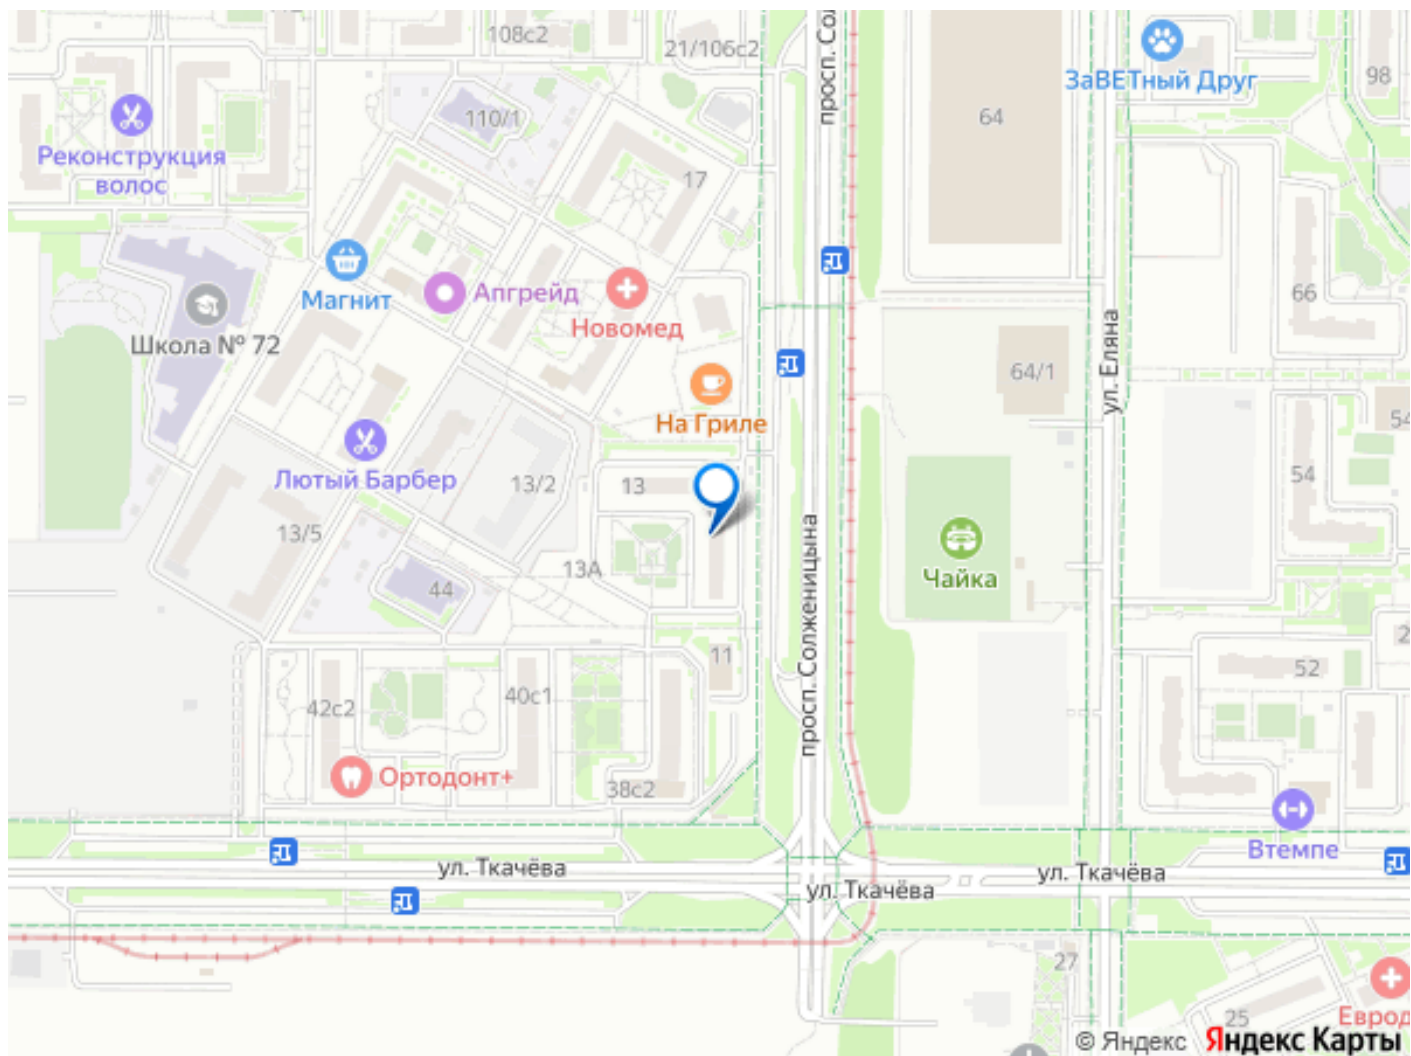 108с2
21/106с2
просп. Сол
64
ЗаВЕТный Друг
98
110/1
Реконструкция
волос
17
Магнит
Апгрейд
Новомед
66
Школа № 72
ул. Еляна
64/1
На Гриле
54
54
Лютый Барбер
13/2
13
13/5
просп. Солженицына
13А
Чайка
44
11
52
2
42с2
40с1
Ортодонт+
38с2
Втемпе
ул. Ткачёва
ул. Ткачёва
ул. Ткачёва
27
25
Еврод
© Яндекс
Яндекс Карты